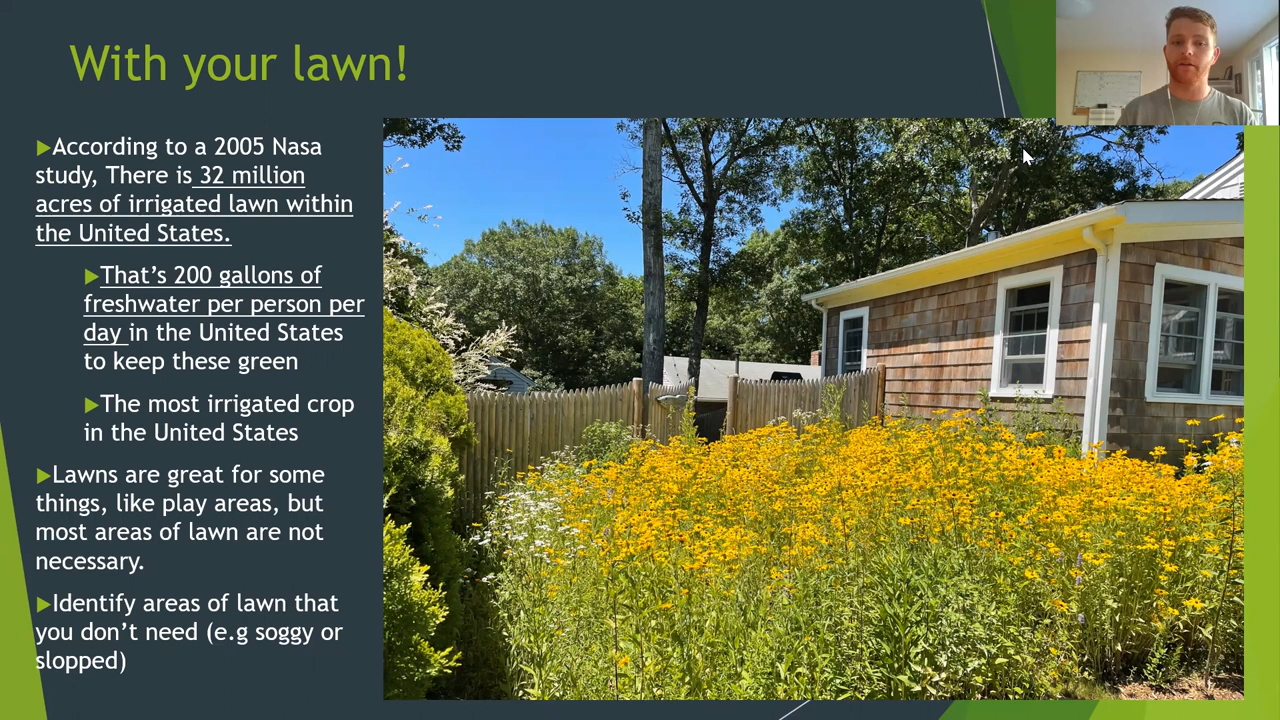 With your lawn!
According to a 2005 Nasa
study, There is 32 million
acres of irrigated lawn within
the United States.
That’s 200 gallons of
freshwater per person per
day in the United States
to keep these green
The most irrigated crop
in the United States
Lawns are great for some
things, like play areas, but
most areas of lawn are not
necessary.
Identify areas of lawn that
you don’t need (e.g soggy or
slopped)